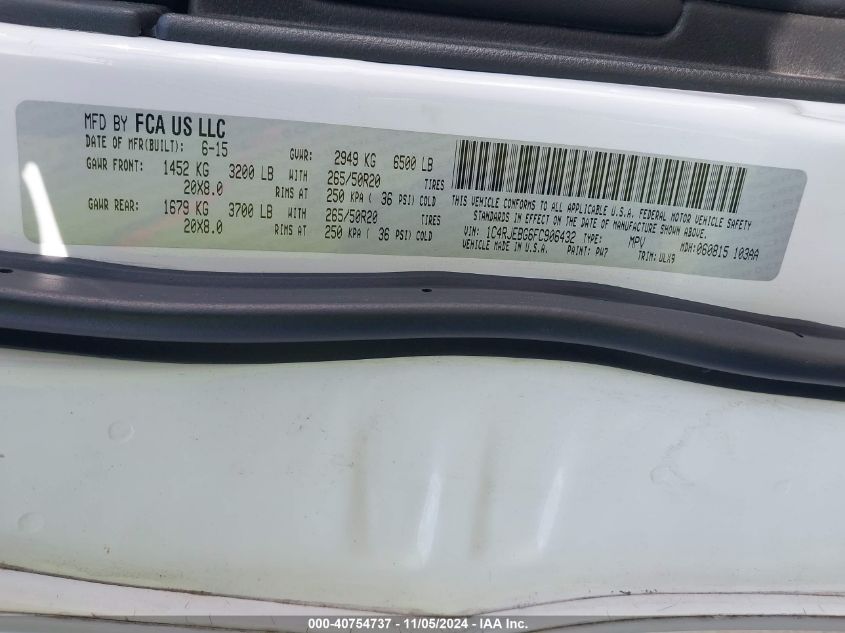 MFD BY FCA US LLC
DATE OF MFR(BUILT): 6-15 GVWR: 2949 KG 6500 LB
GAWR FRONT: 1452 KG 3200 LB WITH 265/50R20 TIRES
20X8.0 RIMS AT 250 KPA ( 36 PSI) COLD
GAWR REAR: 1679 KG 3700 LB WITH 265/50R20 TIRES
20X8.0 RIMS AT 250 KPA ( 36 PSI) COLD
THIS VEHICLE CONFORMS TO ALL APPLICABLE U.S.A. FEDERAL MOTOR VEHICLE SAFETY
STANDARDS IN EFFECT ON THE DATE OF MANUFACTURE SHOWN ABOVE.
VIN: 1C4RJEBG6FC906432 TYPE: MPV MDH: 060815 103AA
VEHICLE MADE IN U.S.A. PAINT: PW7 TRIM: ULX9
000-40754737 - 11/05/2024 - IAA Inc.